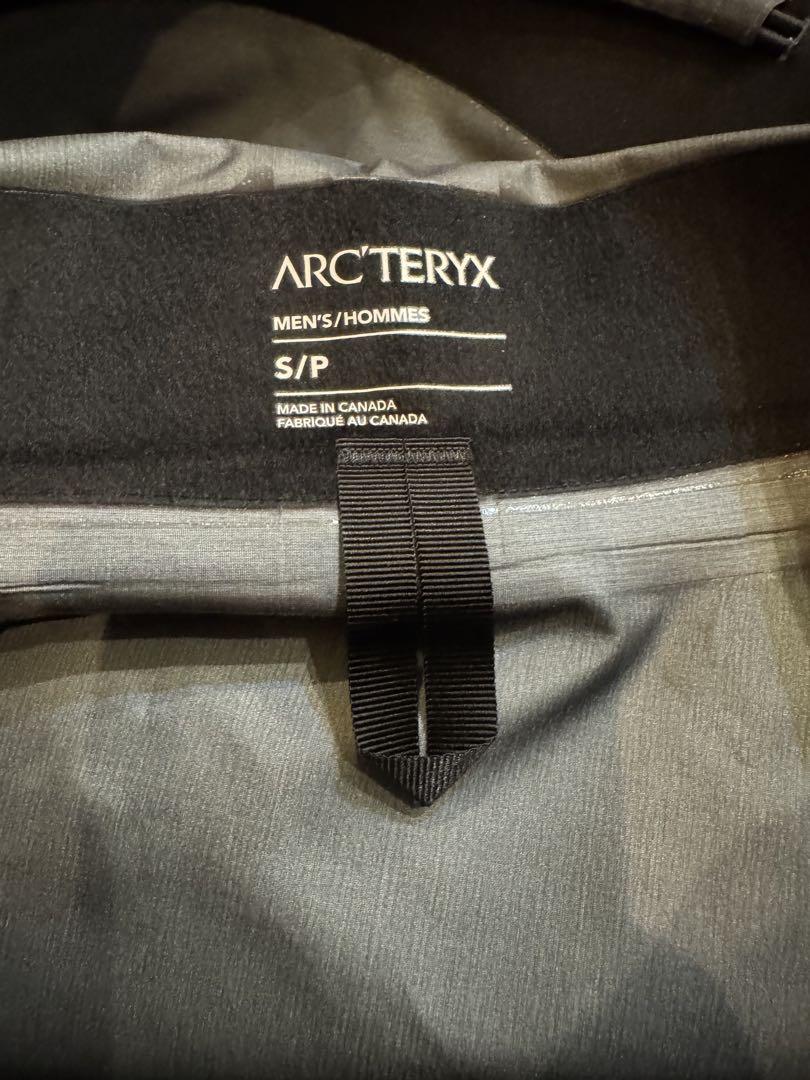 ARC'TERYX
MEN'S/HOMMES
S/P
MADE IN CANADA
FABRIQUÉ AU CANADA